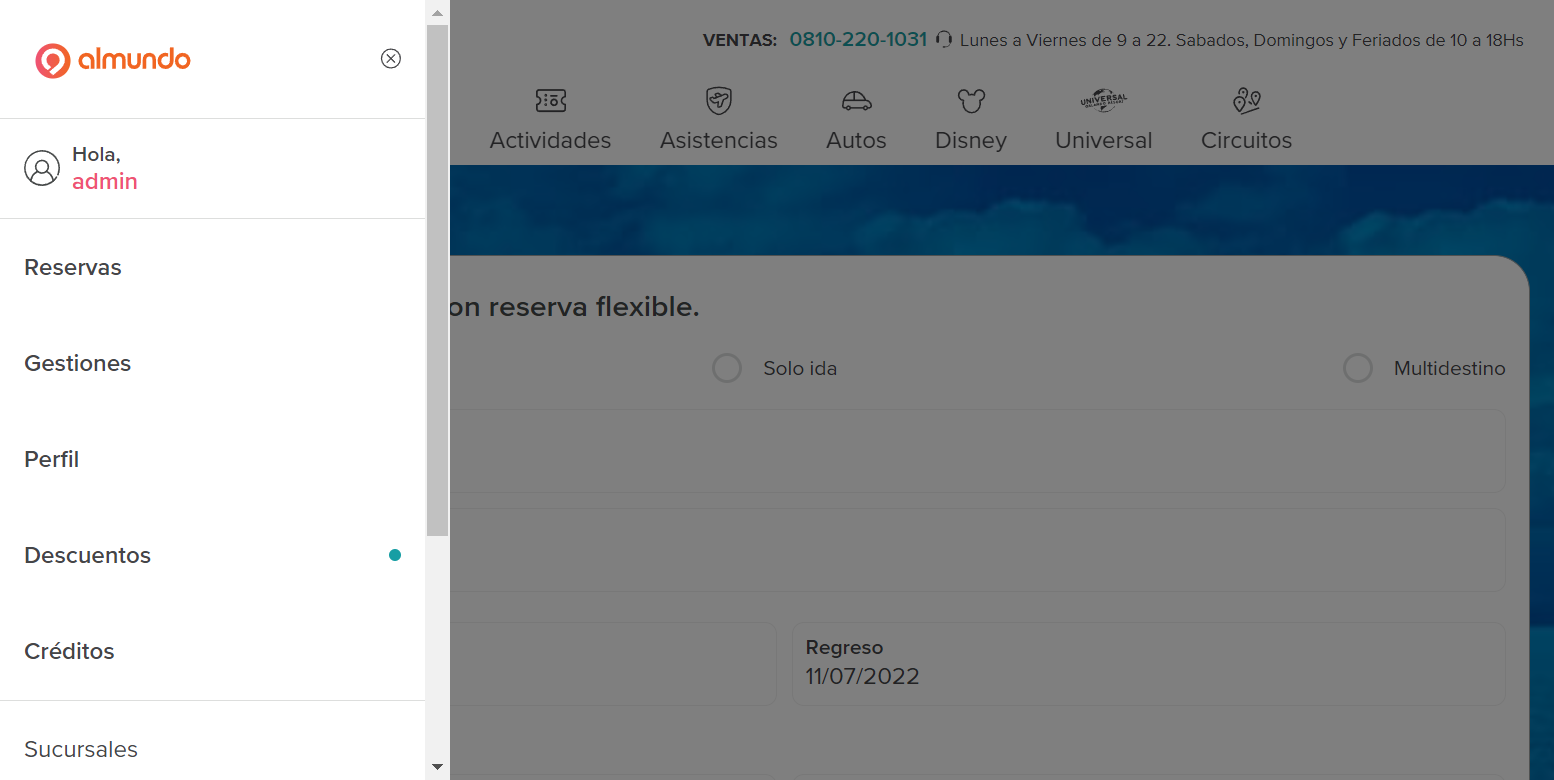 almundo
Hola,
admin
Reservas
Gestiones
Perfil
Descuentos
Créditos
Sucursales
VENTAS: 0810-220-1031 Lunes a Viernes de 9 a 22. Sabados, Domingos y Feriados de 10 a 18Hs
Actividades
Asistencias
Autos
Disney
UNIVERSAL
Universal
Circuitos
on reserva flexible.
Solo ida
Multidestino
Regreso
11/07/2022